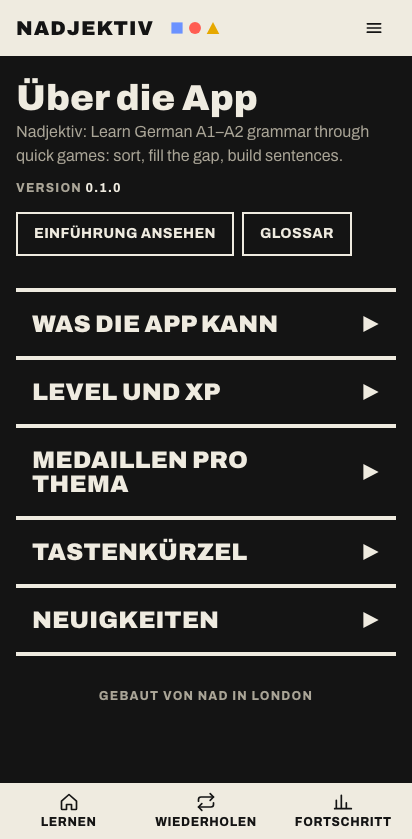 NADJEKTIV
Über die App
Nadjektiv: Learn German A1–A2 grammar through
quick games: sort, fill the gap, build sentences.
VERSION 0.1.0
EINFÜHRUNG ANSEHEN
GLOSSAR
WAS DIE APP KANN
LEVEL UND XP
MEDAILLEN PRO
THEMA
TASTENKÜRZEL
NEUIGKEITEN
GEBAUT VON NAD IN LONDON
LERNEN
WIEDERHOLEN
FORTSCHRITT